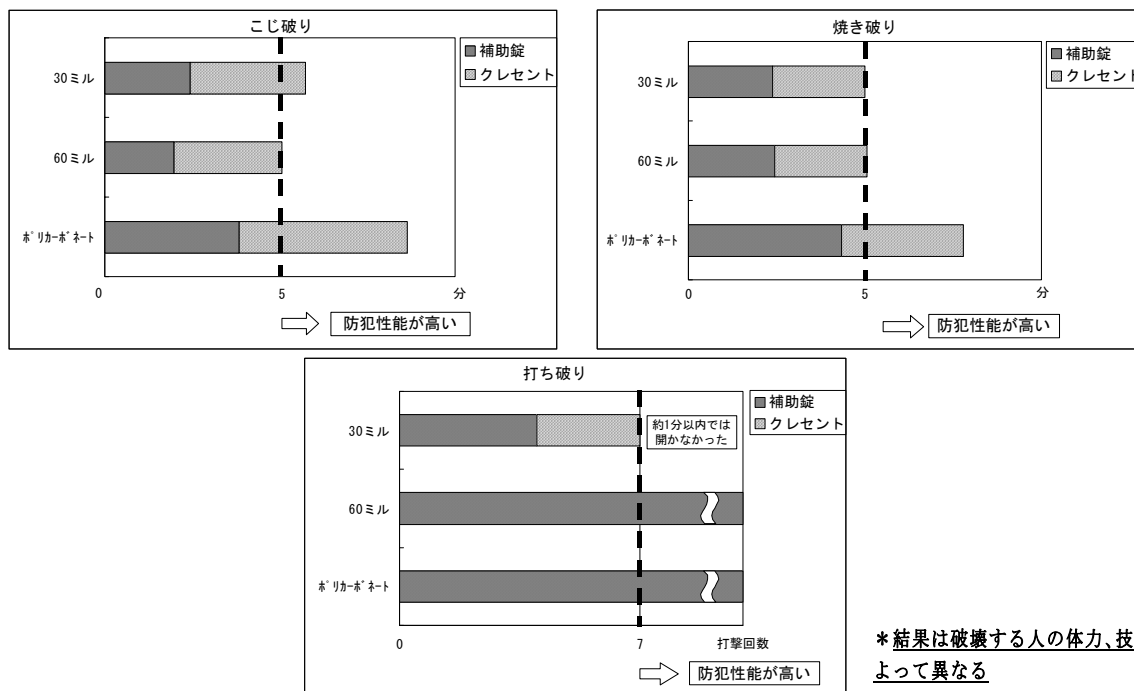 こじ破り
補助錠
クレセント
30ミル
60ミル
ポリカーボネート
0
5
分
防犯性能が高い
焼き破り
補助錠
クレセント
30ミル
60ミル
ポリカーボネート
0
5
分
防犯性能が高い
打ち破り
補助錠
クレセント
30ミル
約1分以内では
開かなかった
60ミル
ポリカーボネート
0
7
打撃回数
防犯性能が高い
*結果は破壊する人の体力、技
よって異なる